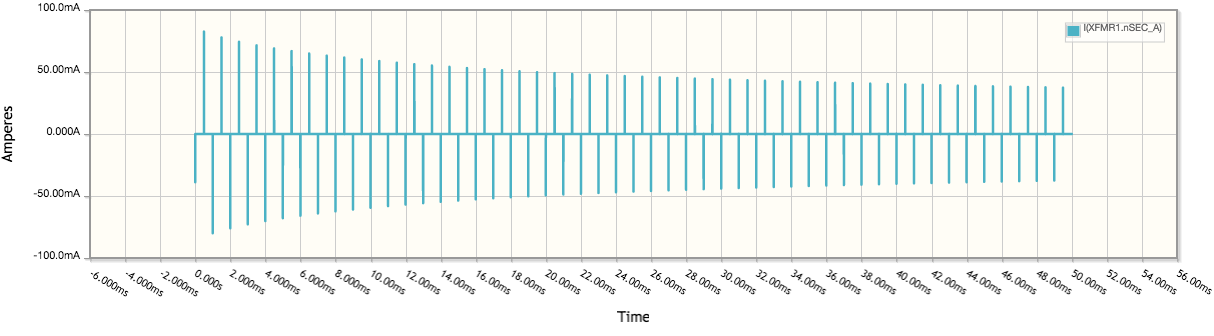 100.0mA
I(XFMR1.nSEC_A)
50.00mA
0.000A
-50.00mA
-100.0mA
Amperes
-6.000ms
-4.000ms
-2.000ms
0.000s
2.000ms
4.000ms
6.000ms
8.000ms
10.00ms
12.00ms
14.00ms
16.00ms
18.00ms
20.00ms
22.00ms
24.00ms
26.00ms
28.00ms
30.00ms
32.00ms
34.00ms
36.00ms
38.00ms
40.00ms
42.00ms
44.00ms
46.00ms
48.00ms
50.00ms
52.00ms
54.00ms
56.00ms
Time